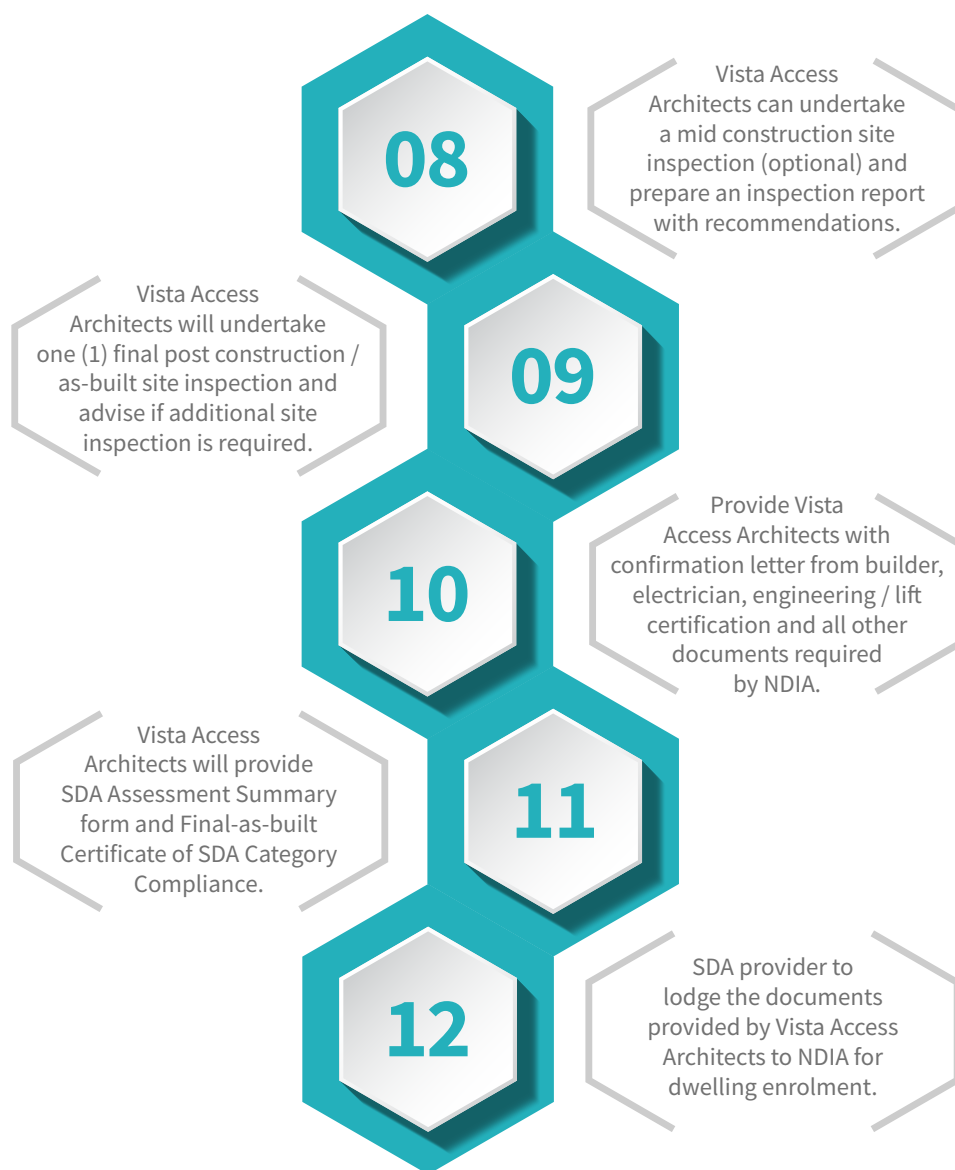 08
Vista Access
Architects can undertake
a mid construction site
inspection (optional) and
prepare an inspection report
with recommendations.
Vista Access
Architects will undertake
one (1) final post construction /
as-built site inspection and
advise if additional site
inspection is required.
09
10
Provide Vista
Access Architects with
confirmation letter from builder,
electrician, engineering / lift
certification and all other
documents required
by NDIA.
Vista Access
Architects will provide
SDA Assessment Summary
form and Final-as-built
Certificate of SDA Category
Compliance.
11
12
SDA provider to
lodge the documents
provided by Vista Access
Architects to NDIA for
dwelling enrolment.